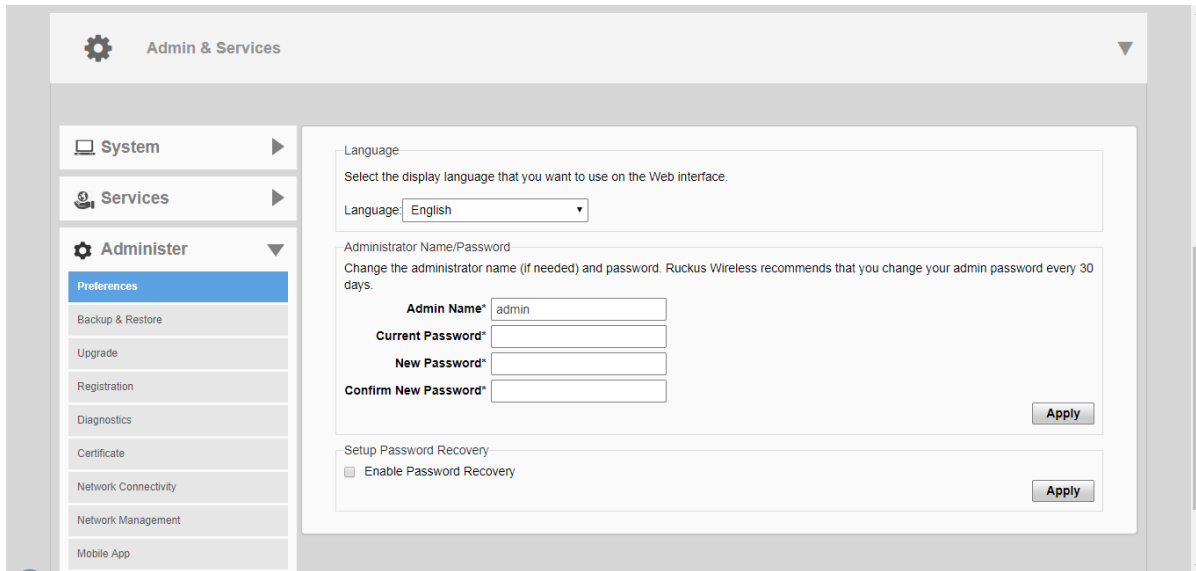 Admin & Services
System
Services
Administer
Preferences
Backup & Restore
Upgrade
Registration
Diagnostics
Certificate
Network Connectivity
Network Management
Mobile App
Language
Select the display language that you want to use on the Web interface.
Language: English
Administrator Name/Password
Change the administrator name (if needed) and password. Ruckus Wireless recommends that you change your admin password every 30
days.
Admin Name* admin
Current Password*
New Password*
Confirm New Password*
Apply
Setup Password Recovery
Enable Password Recovery
Apply